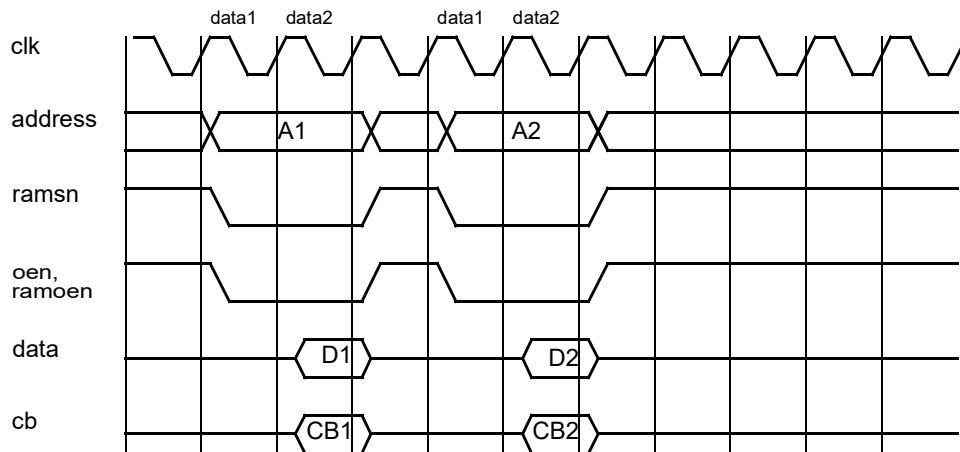 data1 data2 data1 data2
clk
address A1 A2
ramsn
oen,
ramoen
data D1 D2
cb CB1 CB2